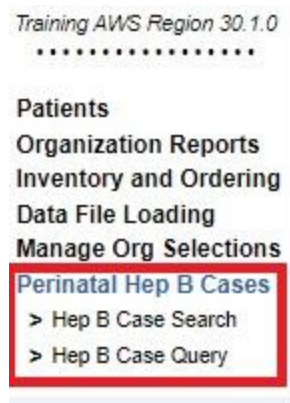 Training AWS Region 30.1.0
Patients
Organization Reports
Inventory and Ordering
Data File Loading
Manage Org Selections
Perinatal Hep B Cases
> Hep B Case Search
> Hep B Case Query